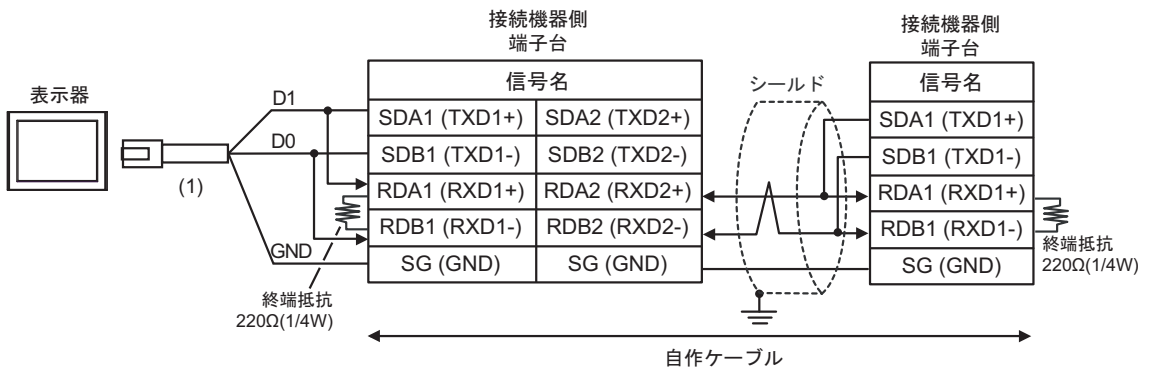 表示器
(1)
D1
D0
GND
終端抵抗
220Ω(1/4W)
接続機器側
端子台
信号名
SDA1 (TXD1+) SDA2 (TXD2+)
SDB1 (TXD1-) SDB2 (TXD2-)
RDA1 (RXD1+) RDA2 (RXD2+)
RDB1 (RXD1-) RDB2 (RXD2-)
SG (GND) SG (GND)
シールド
接続機器側
端子台
信号名
SDA1 (TXD1+)
SDB1 (TXD1-)
RDA1 (RXD1+)
RDB1 (RXD1-)
SG (GND)
終端抵抗
220Ω(1/4W)
自作ケーブル